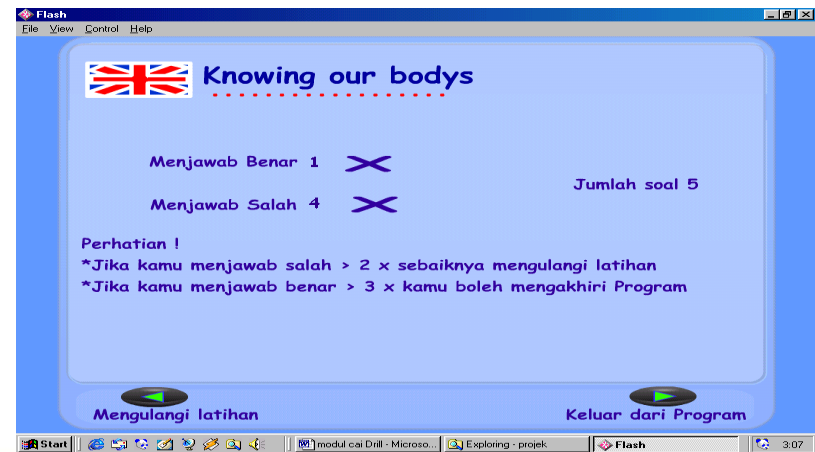 Flash
File View Control Help
Knowing our bodys
Menjawab Benar 1 X
Jumlah soal 5
Menjawab Salah 4 X
Perhatian !
*Jika kamu menjawab salah > 2 x sebaiknya mengulangi latihan
*Jika kamu menjawab benar > 3 x kamu boleh mengakhiri Program
Mengulangi latihan
Keluar dari Program
Start modul cai Drill - Microso... Exploring - projek Flash 3:07